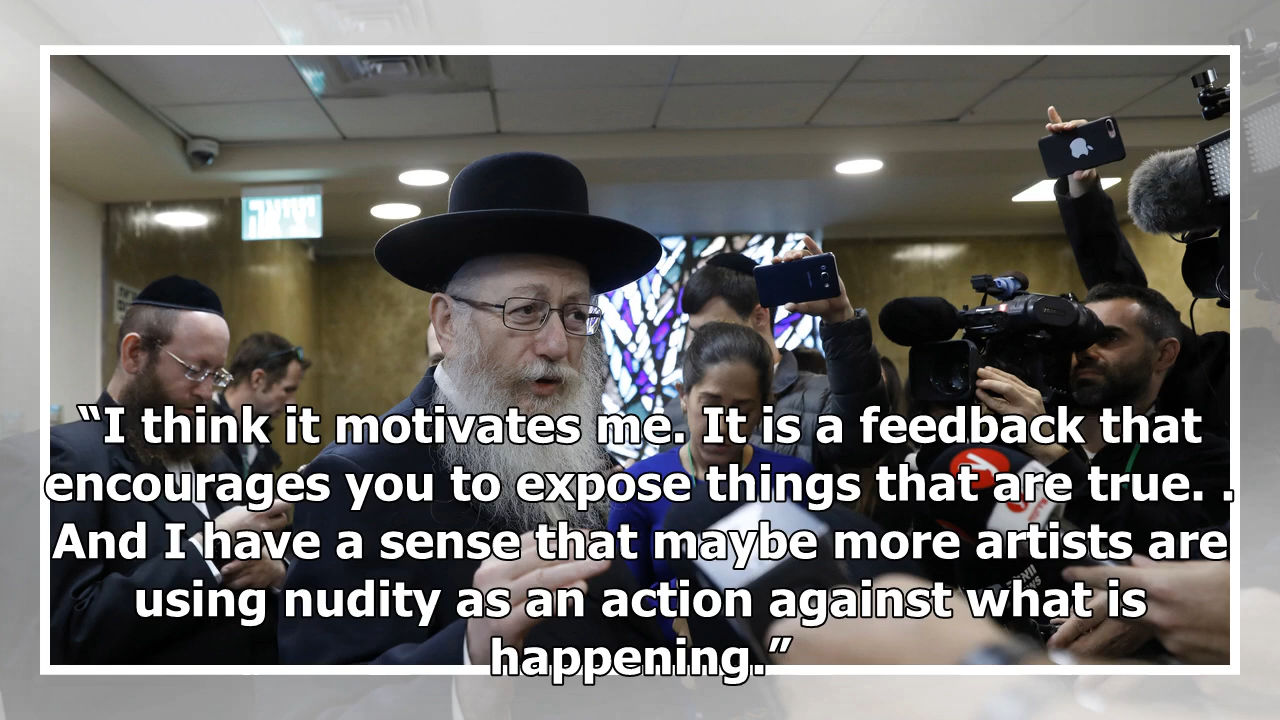 “I think it motivates me. It is a feedback that
encourages you to expose things that are true. .
And I have a sense that maybe more artists are
using nudity as an action against what is
happening.”